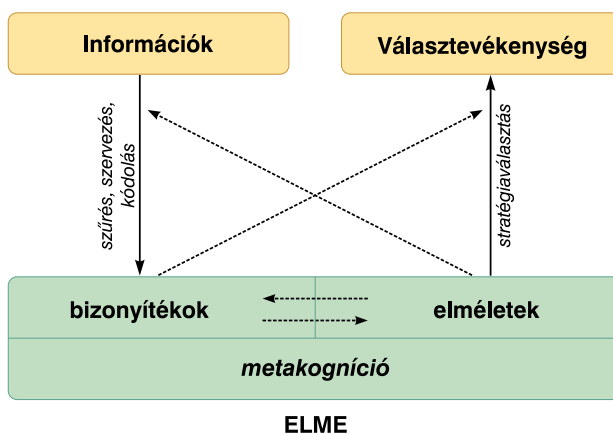 Információk
Választevékenység
szűrés, szervezés,
kódolás
stratégiaválasztás
bizonyítékok
elméletek
metakogníció
ELME